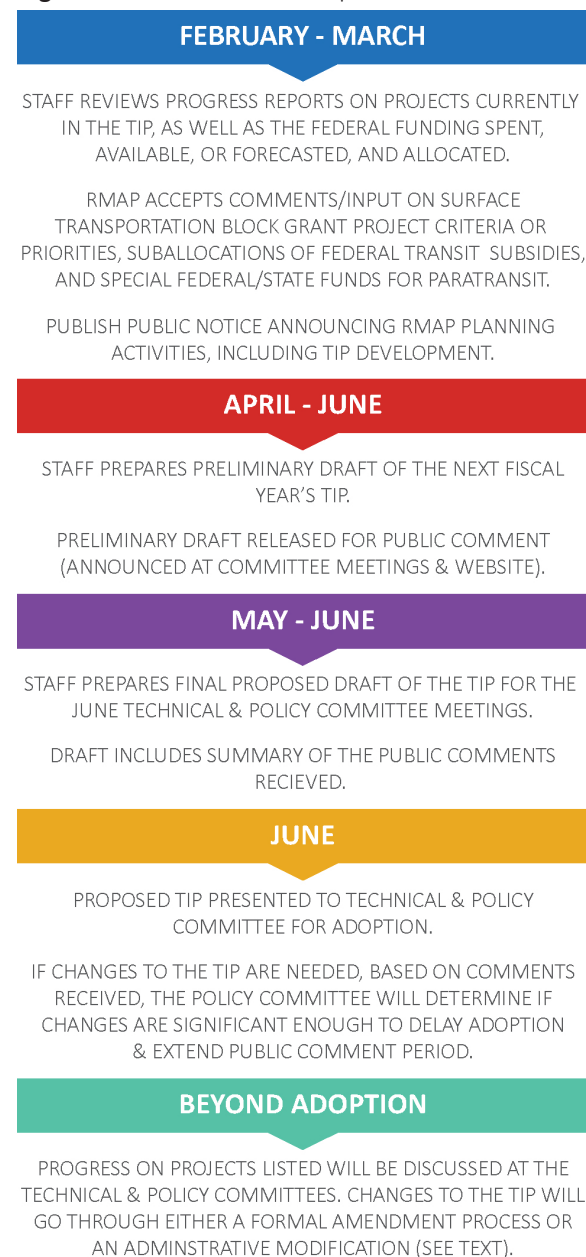 FEBRUARY - MARCH
STAFF REVIEWS PROGRESS REPORTS ON PROJECTS CURRENTLY
IN THE TIP, AS WELL AS THE FEDERAL FUNDING SPENT,
AVAILABLE, OR FORECASTED, AND ALLOCATED.
RMAP ACCEPTS COMMENTS/INPUT ON SURFACE
TRANSPORTATION BLOCK GRANT PROJECT CRITERIA OR
PRIORITIES, SUBALLOCATIONS OF FEDERAL TRANSIT SUBSIDIES,
AND SPECIAL FEDERAL/STATE FUNDS FOR PARATRANSIT.
PUBLISH PUBLIC NOTICE ANNOUNCING RMAP PLANNING
ACTIVITIES, INCLUDING TIP DEVELOPMENT.
APRIL - JUNE
STAFF PREPARES PRELIMINARY DRAFT OF THE NEXT FISCAL
YEAR'S TIP.
PRELIMINARY DRAFT RELEASED FOR PUBLIC COMMENT
(ANNOUNCED AT COMMITTEE MEETINGS & WEBSITE).
MAY - JUNE
STAFF PREPARES FINAL PROPOSED DRAFT OF THE TIP FOR THE
JUNE TECHNICAL & POLICY COMMITTEE MEETINGS.
DRAFT INCLUDES SUMMARY OF THE PUBLIC COMMENTS
RECIEVED.
JUNE
PROPOSED TIP PRESENTED TO TECHNICAL & POLICY
COMMITTEE FOR ADOPTION.
IF CHANGES TO THE TIP ARE NEEDED, BASED ON COMMENTS
RECEIVED, THE POLICY COMMITTEE WILL DETERMINE IF
CHANGES ARE SIGNIFICANT ENOUGH TO DELAY ADOPTION
& EXTEND PUBLIC COMMENT PERIOD.
BEYOND ADOPTION
PROGRESS ON PROJECTS LISTED WILL BE DISCUSSED AT THE
TECHNICAL & POLICY COMMITTEES. CHANGES TO THE TIP WILL
GO THROUGH EITHER A FORMAL AMENDMENT PROCESS OR
AN ADMINSTRATIVE MODIFICATION (SEE TEXT).